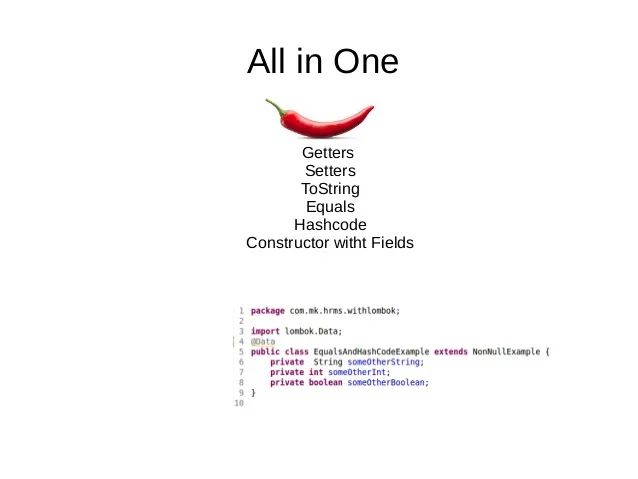 All in One
Getters
Setters
ToString
Equals
Hashcode
Constructor witht Fields
1 package com.mk.hrms.withlombok;
2
3 import lombok.Data;
4 @Data
5 public class EqualsAndHashCodeExample extends NonNullExample {
6     private  String someOtherString;
7     private int someOtherInt;
8     private boolean someOtherBoolean;
9 }
10